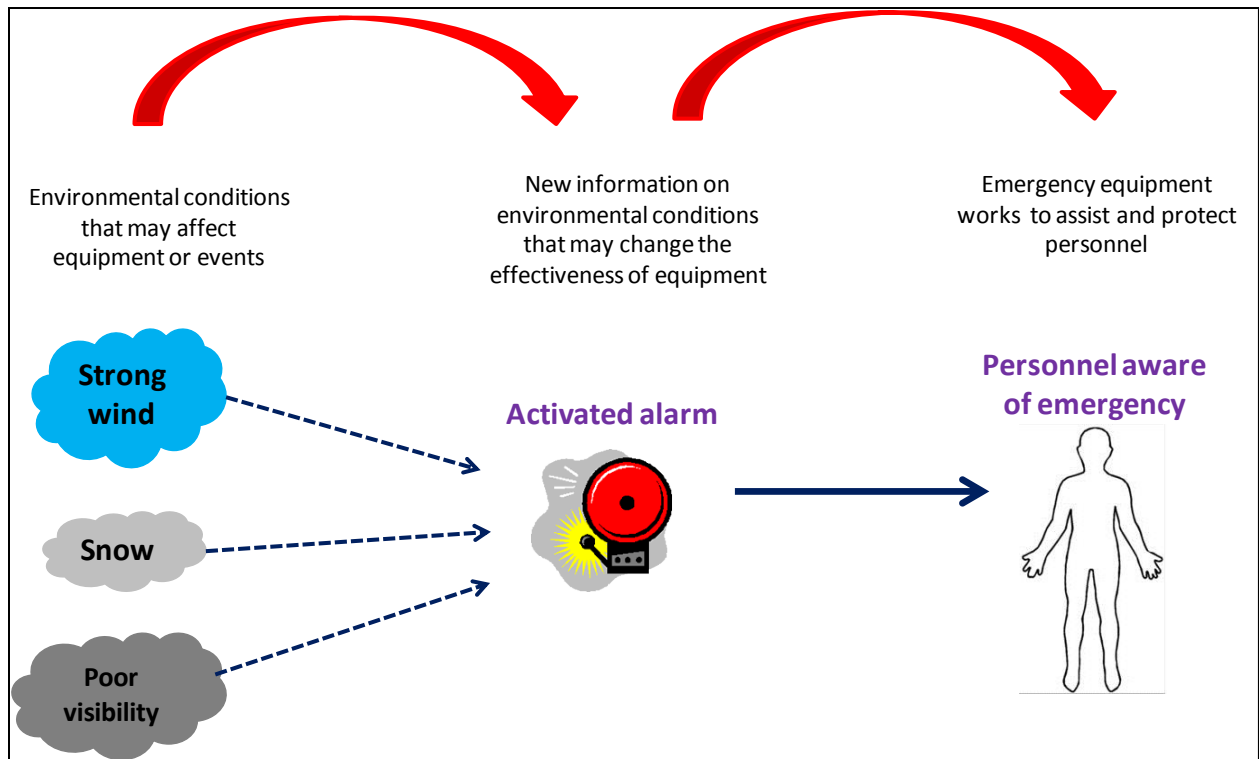 Environmental conditions
that may affect
equipment or events
New information on
environmental conditions
that may change the
effectiveness of equipment
Emergency equipment
works to assist and protect
personnel
Strong
wind
Snow
Poor
visibility
Activated alarm
Personnel aware
of emergency